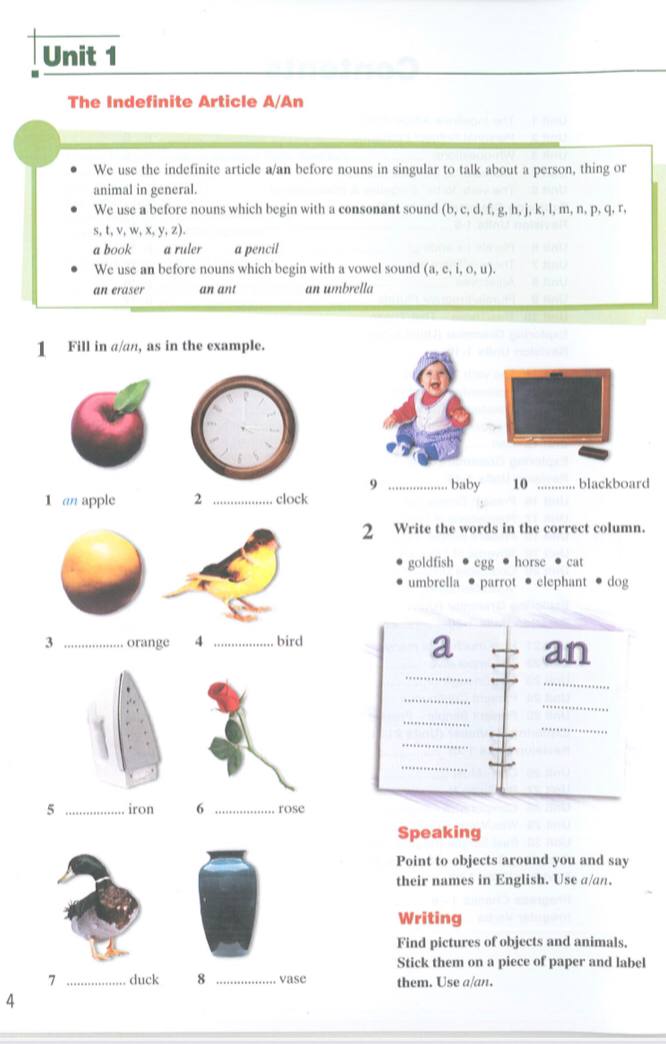 Unit 1
The Indefinite Article A/An
• We use the indefinite article a/an before nouns in singular to talk about a person, thing or
animal in general.
• We use a before nouns which begin with a consonant sound (b, c, d, f, g, h, j, k, l, m, n, p, q, r,
s, t, v, w, x, y, z).
a book a ruler a pencil
• We use an before nouns which begin with a vowel sound (a, e, i, o, u).
an eraser an ant an umbrella
1 Fill in a/an, as in the example.
1 an apple
2 ................. clock
3 ................. orange
4 ................. bird
5 ................. iron
6 ................. rose
7 ................. duck
8 ................. vase
9 ................. baby
10 ........... blackboard
2 Write the words in the correct column.
• goldfish • egg • horse • cat
• umbrella • parrot • elephant • dog
a
an
Speaking
Point to objects around you and say
their names in English. Use a/an.
Writing
Find pictures of objects and animals.
Stick them on a piece of paper and label
them. Use a/an.
4